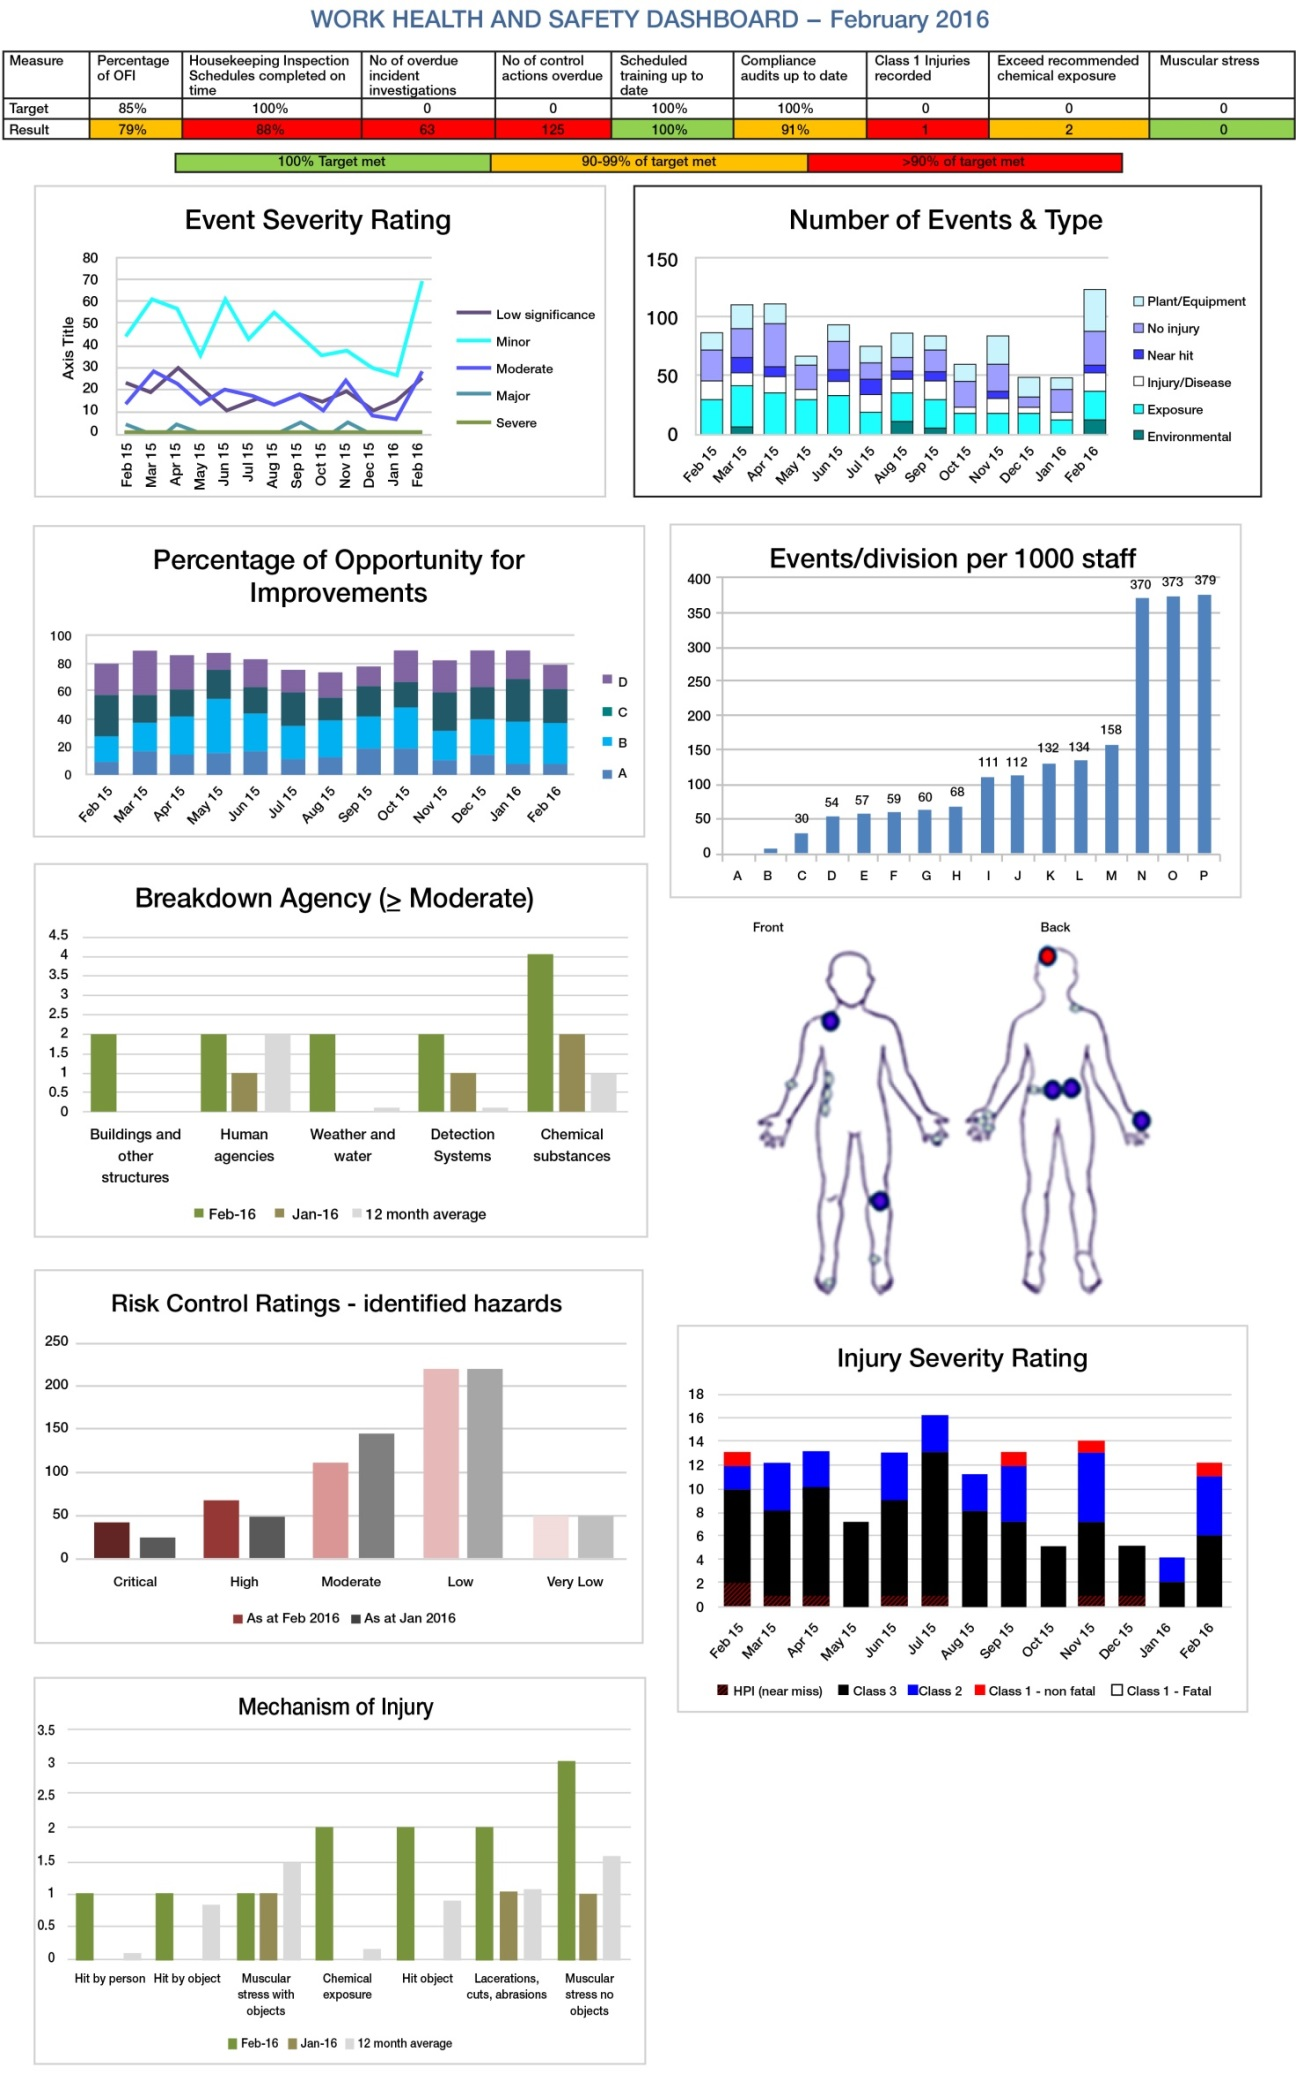 WORK HEALTH AND SAFETY DASHBOARD – February 2016
Measure
Percentage
of OFI
Housekeeping Inspection
Schedules completed on
time
No of overdue
incident
investigations
No of control
actions overdue
Scheduled
training up to
date
Compliance
audits up to date
Class 1 Injuries
recorded
Exceed recommended
chemical exposure
Muscular stress
Target 85% 100% 0 0 100% 100% 0 0 0
Result 79% 88% 63 125 100% 91% 1 2 0
100% Target met 90-99% of target met >90% of target met
Event Severity Rating
Axis Title
80
70
60
50
40
30
20
10
0
Feb 15 Mar 15 Apr 15 May 15 Jun 15 Jul 15 Aug 15 Sep 15 Oct 15 Nov 15 Dec 15 Jan 16 Feb 16
Low significance
Minor
Moderate
Major
Severe
Number of Events & Type
150
100
50
0
Feb 15 Mar 15 Apr 15 May 15 Jun 15 Jul 15 Aug 15 Sep 15 Oct 15 Nov 15 Dec 15 Jan 16 Feb 16
Plant/Equipment
No injury
Near hit
Injury/Disease
Exposure
Environmental
Percentage of Opportunity for
Improvements
100
80
60
40
20
0
Feb 15 Mar 15 Apr 15 May 15 Jun 15 Jul 15 Aug 15 Sep 15 Oct 15 Nov 15 Dec 15 Jan 16 Feb 16
D
C
B
A
Events/division per 1000 staff
400
350
300
250
200
150
100
50
0
30 54 57 59 60 68 111 112 132 134 158 370 373 379
A B C D E F G H I J K L M N O P
Breakdown Agency (≥ Moderate)
4.5
4
3.5
3
2.5
2
1.5
1
0.5
0
Buildings and
other
structures
Human
agencies
Weather and
water
Detection
Systems
Chemical
substances
Feb-16 Jan-16 12 month average
Front Back
Risk Control Ratings - identified hazards
250
200
150
100
50
0
Critical High Moderate Low Very Low
As at Feb 2016 As at Jan 2016
Injury Severity Rating
18
16
14
12
10
8
6
4
2
0
Feb 15 Mar 15 Apr 15 May 15 Jun 15 Jul 15 Aug 15 Sep 15 Oct 15 Nov 15 Dec 15 Jan 16 Feb 16
HPI (near miss) Class 3 Class 2 Class 1 - non fatal Class 1 - Fatal
Mechanism of Injury
3.5
3
2.5
2
1.5
1
0.5
0
Hit by person
Hit by object
Muscular
stress with
objects
Chemical
exposure
Hit object
Lacerations,
cuts, abrasions
Muscular
stress no
objects
Feb-16 Jan-16 12 month average